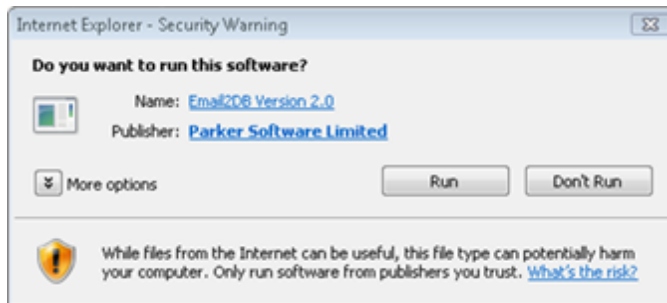 Internet Explorer - Security Warning
Do you want to run this software?
Name: Email2DB Version 2.0
Publisher: Parker Software Limited
More options
Run
Don't Run
While files from the Internet can be useful, this file type can potentially harm
your computer. Only run software from publishers you trust. What's the risk?